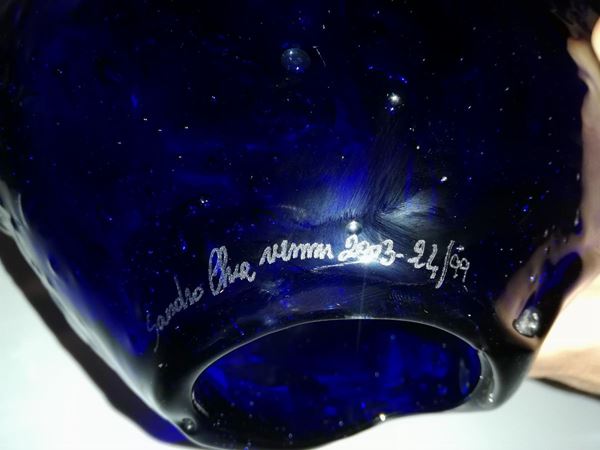 Sandro Chia VENINI 2003-24/99